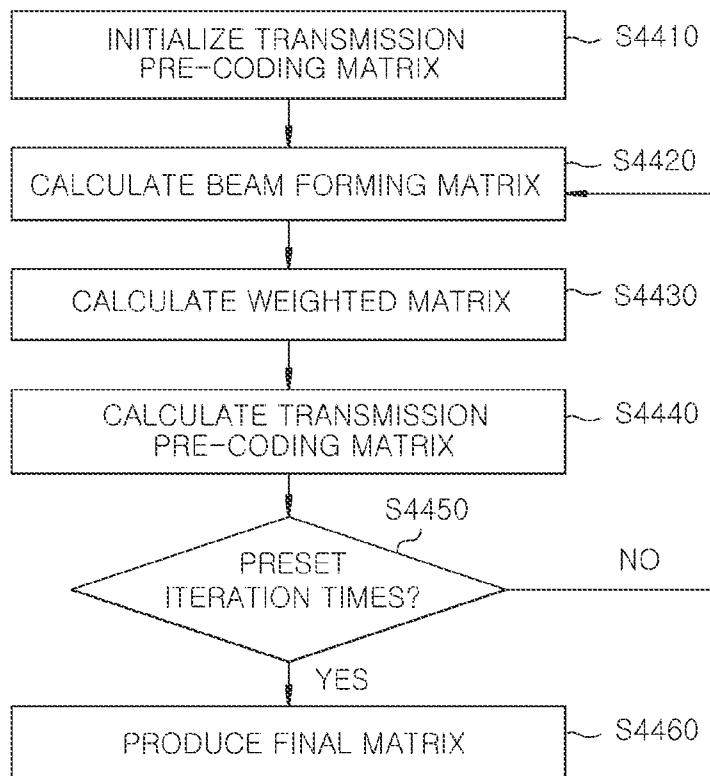 INITIALIZE TRANSMISSION
PRE-CODING MATRIX
S4410
CALCULATE BEAM FORMING MATRIX
S4420
CALCULATE WEIGHTED MATRIX
S4430
CALCULATE TRANSMISSION
PRE-CODING MATRIX
S4440
S4450
PRESET
ITERATION TIMES?
NO
YES
PRODUCE FINAL MATRIX
S4460